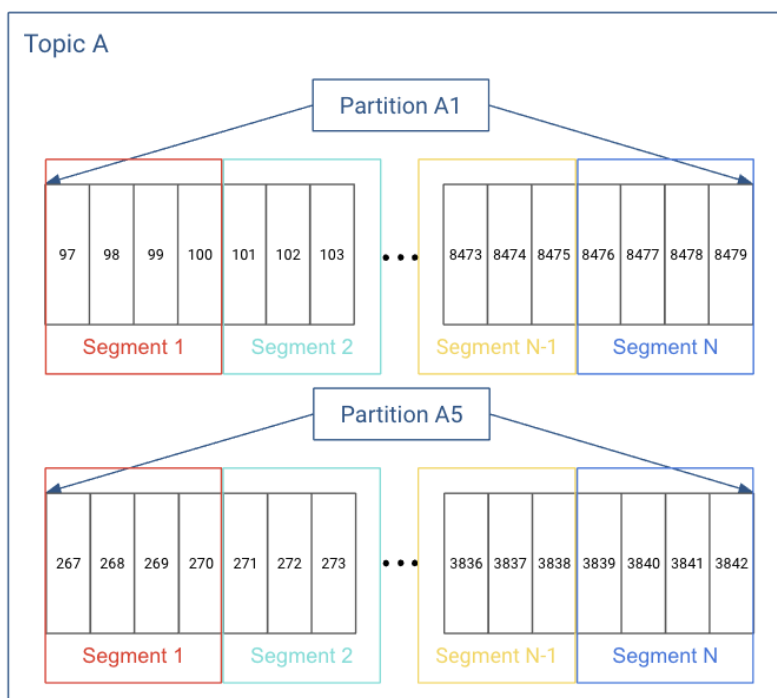 Topic A
Partition A1
97 98 99 100 101 102 103 ... 8473 8474 8475 8476 8477 8478 8479
Segment 1 Segment 2 Segment N-1 Segment N
Partition A5
267 268 269 270 271 272 273 ... 3836 3837 3838 3839 3840 3841 3842
Segment 1 Segment 2 Segment N-1 Segment N